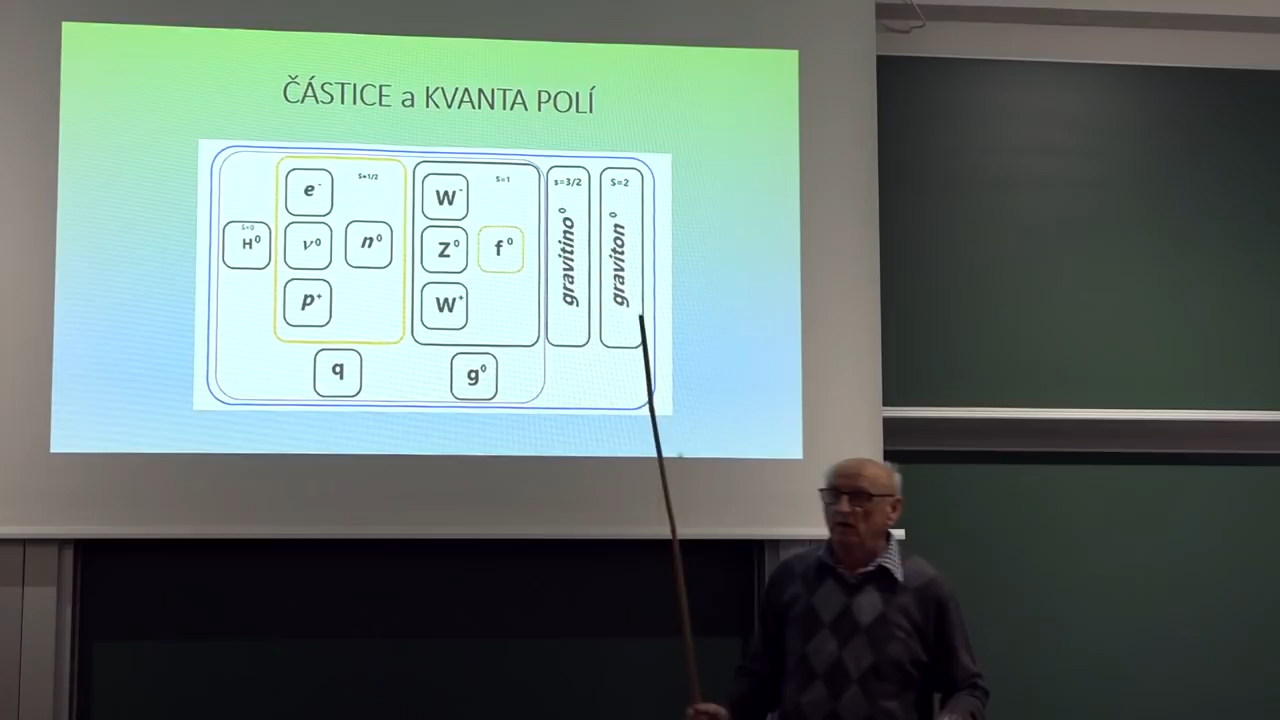 ČÁSTICE a KVANTA POLÍ
S=0
H⁰
S=1/2
e⁻
ν⁰
n⁰
p⁺
S=1
W⁻
Z⁰
f⁰
W⁺
s=3/2
gravitino⁰
S=2
graviton⁰
q
g⁰